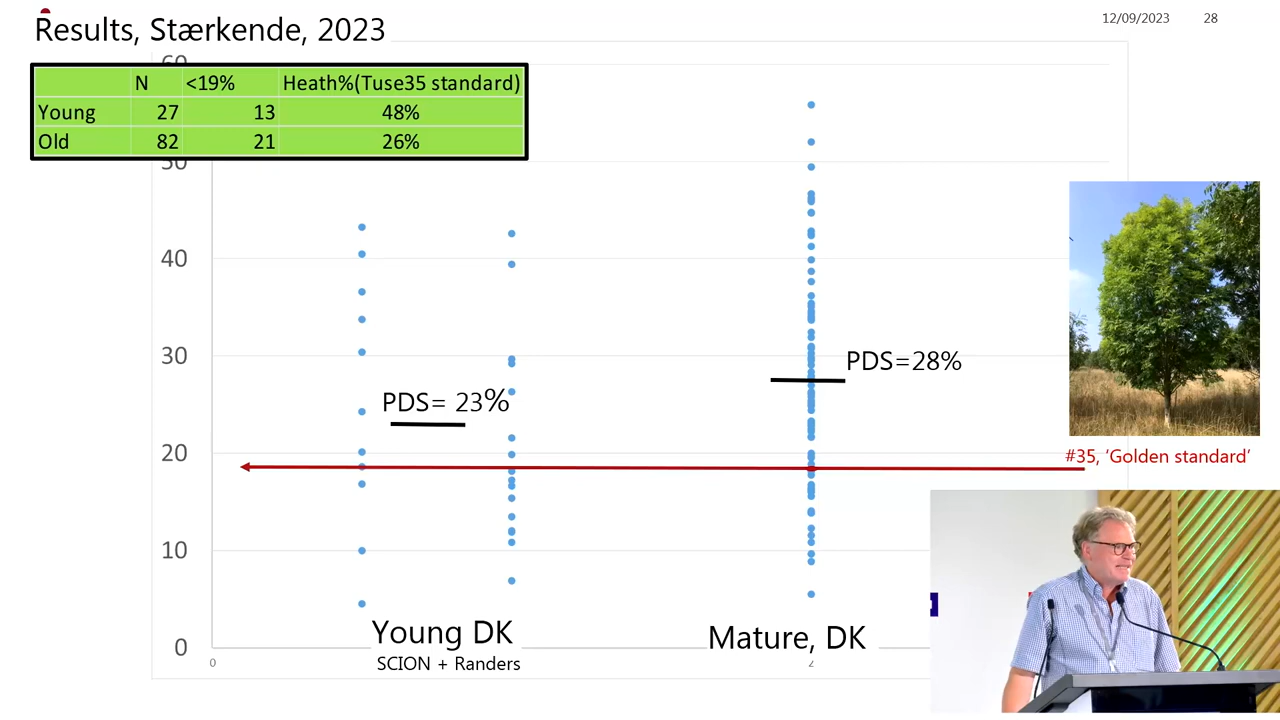 12/09/2023 28
Results, Stærkende, 2023
60
N <19% Heath%(Tuse35 standard)
Young 27 13 48%
Old 82 21 26%
50
40
30
PDS=28%
PDS= 23%
20
#35, ‘Golden standard’
10
Young DK
Mature, DK
0
SCION + Randers
0 2